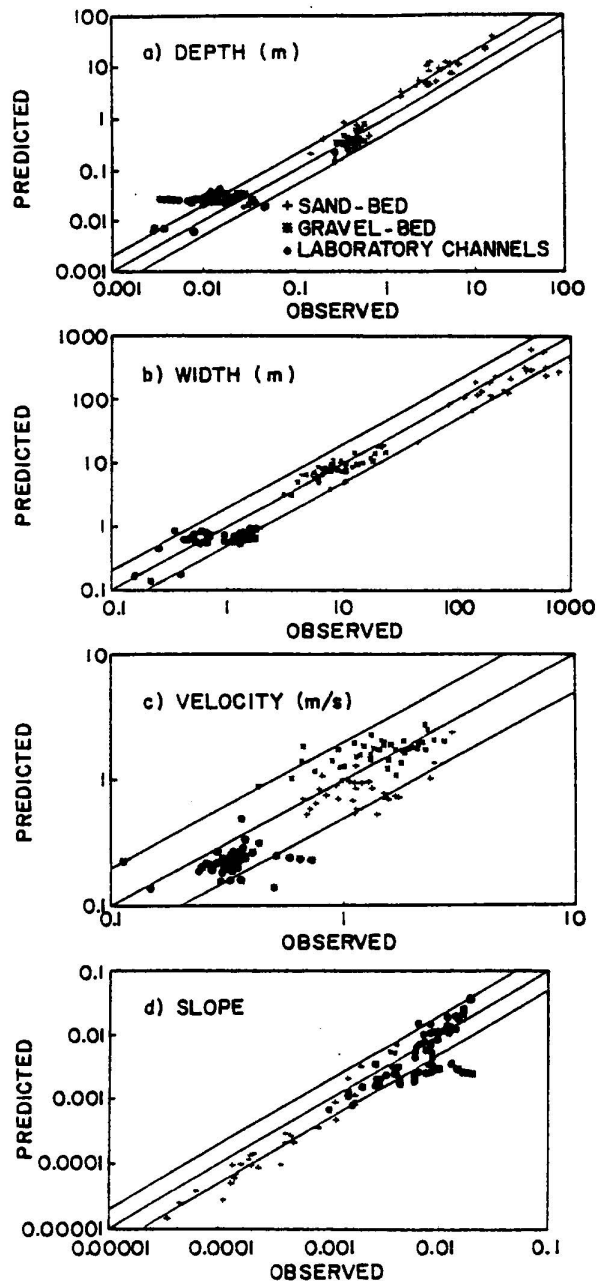 a) DEPTH (m)
PREDICTED
100
10
1
0.1
0.01
0.001
+ SAND-BED
GRAVEL-BED
● LABORATORY CHANNELS
0.001 0.01 0.1 1 10 100
OBSERVED
b) WIDTH (m)
PREDICTED
1000
100
10
1
0.1
0.1 1 10 100 1000
OBSERVED
c) VELOCITY (m/s)
PREDICTED
10
1
0.1
0.1 1 10
OBSERVED
d) SLOPE
PREDICTED
0.1
0.01
0.001
0.0001
0.00001
0.00001 0.0001 0.001 0.01 0.1
OBSERVED